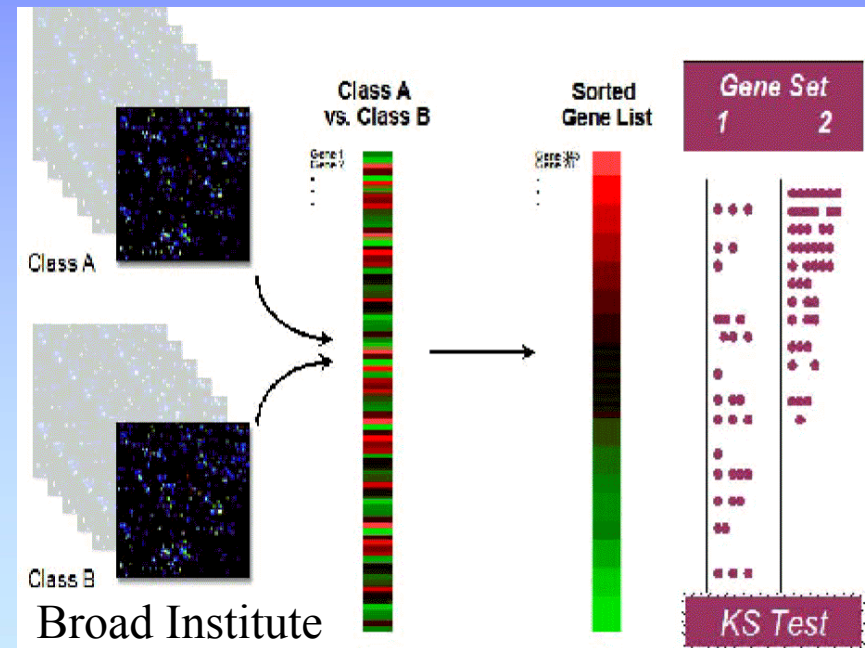 Class A
vs. Class B
Sorted
Gene List
Gene Set
1 2
Gene 1
Gene 2
Class A
Class B
Broad Institute
KS Test